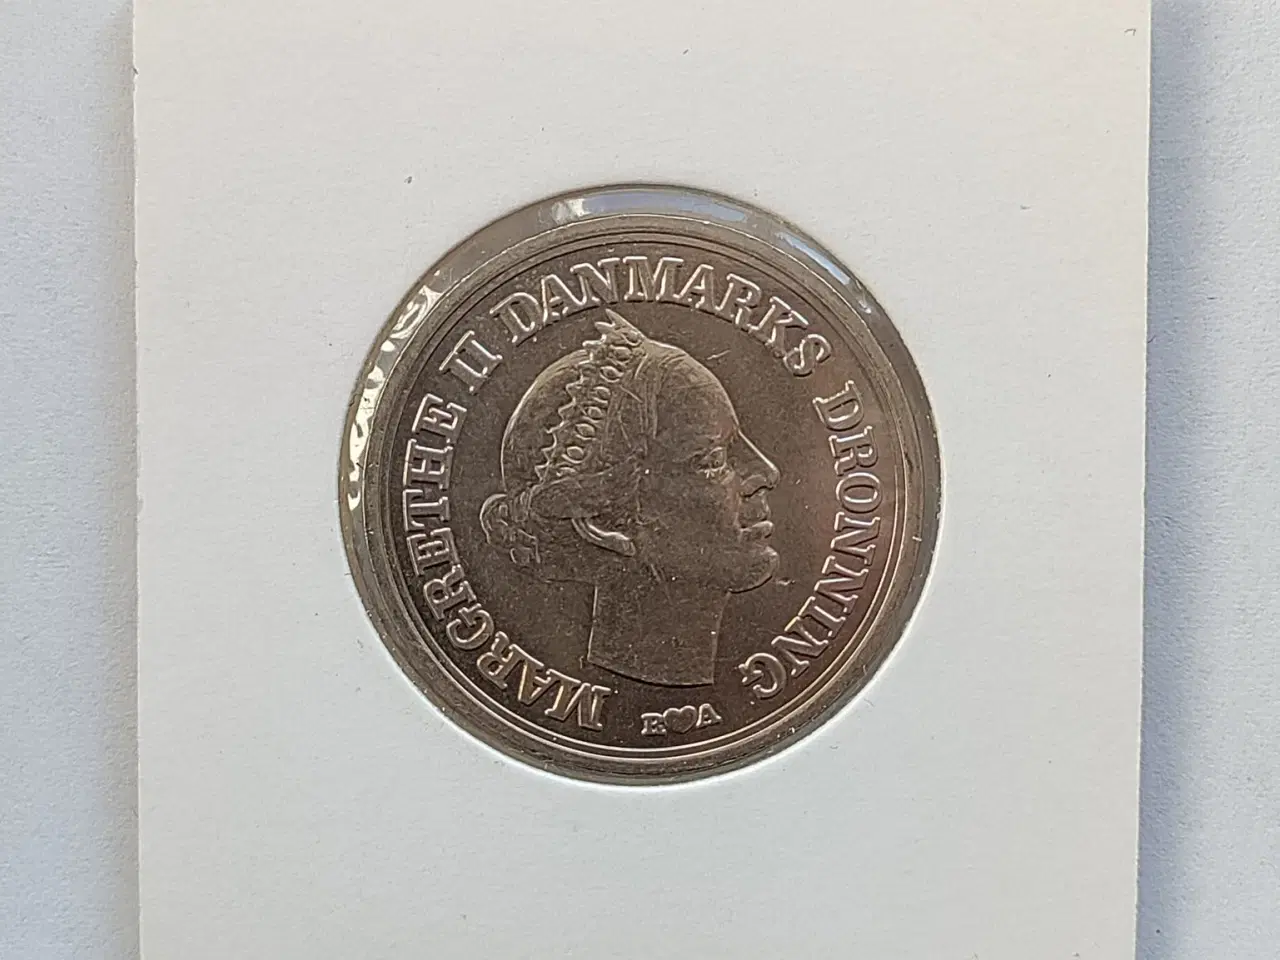 MARGRETHE II DANMARKS DRONNING
R♥A